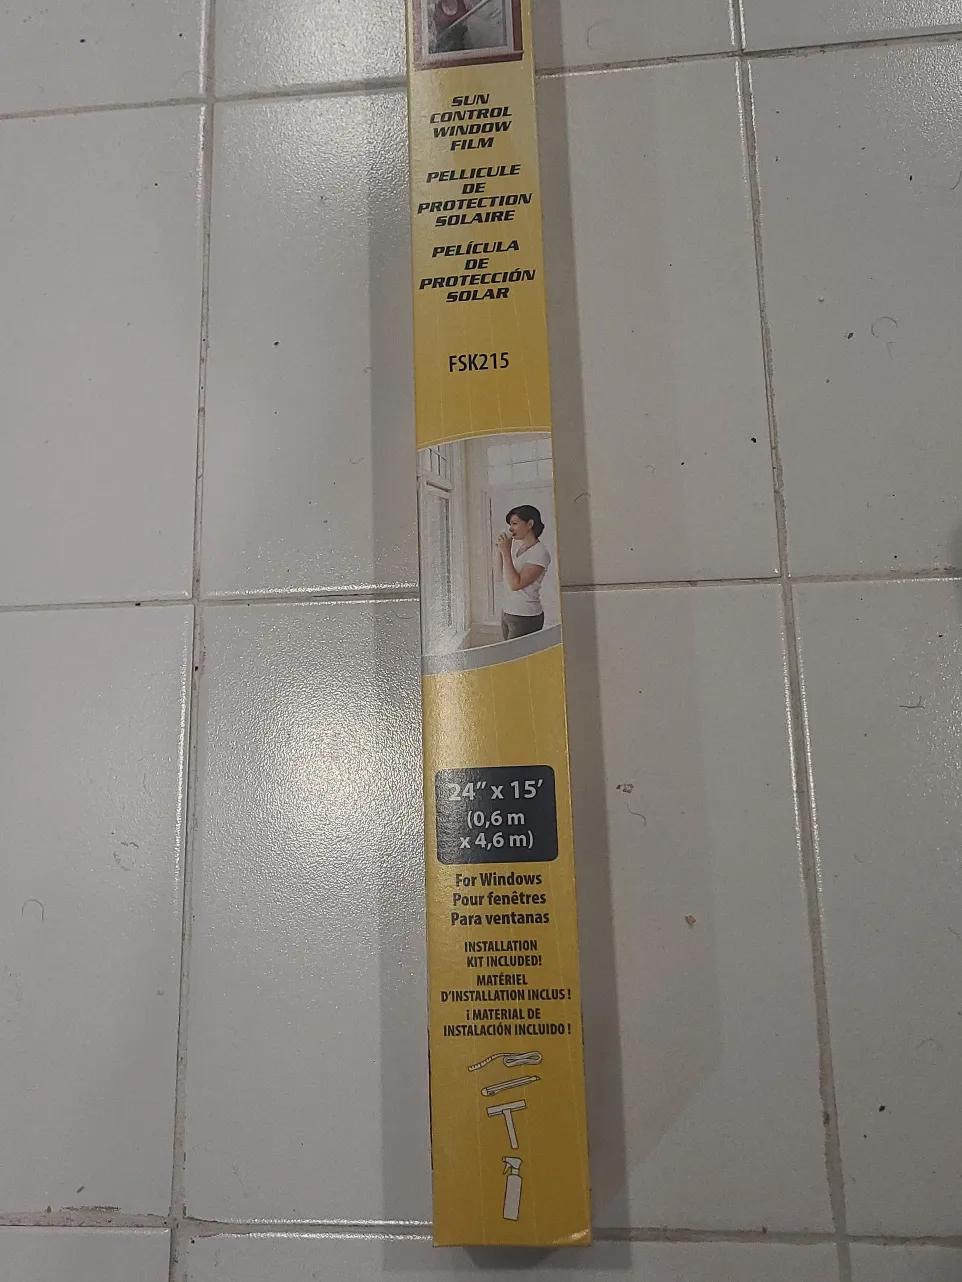 SUN
CONTROL
WINDOW
FILM
PELLICULE
DE
PROTECTION
SOLAIRE
PELÍCULA
DE
PROTECCIÓN
SOLAR
FSK215
24" x 15'
(0,6 m
x 4,6 m)
For Windows
Pour fenêtres
Para ventanas
INSTALLATION
KIT INCLUDED!
MATÉRIEL
D'INSTALLATION INCLUS !
¡ MATERIAL DE
INSTALACIÓN INCLUIDO !